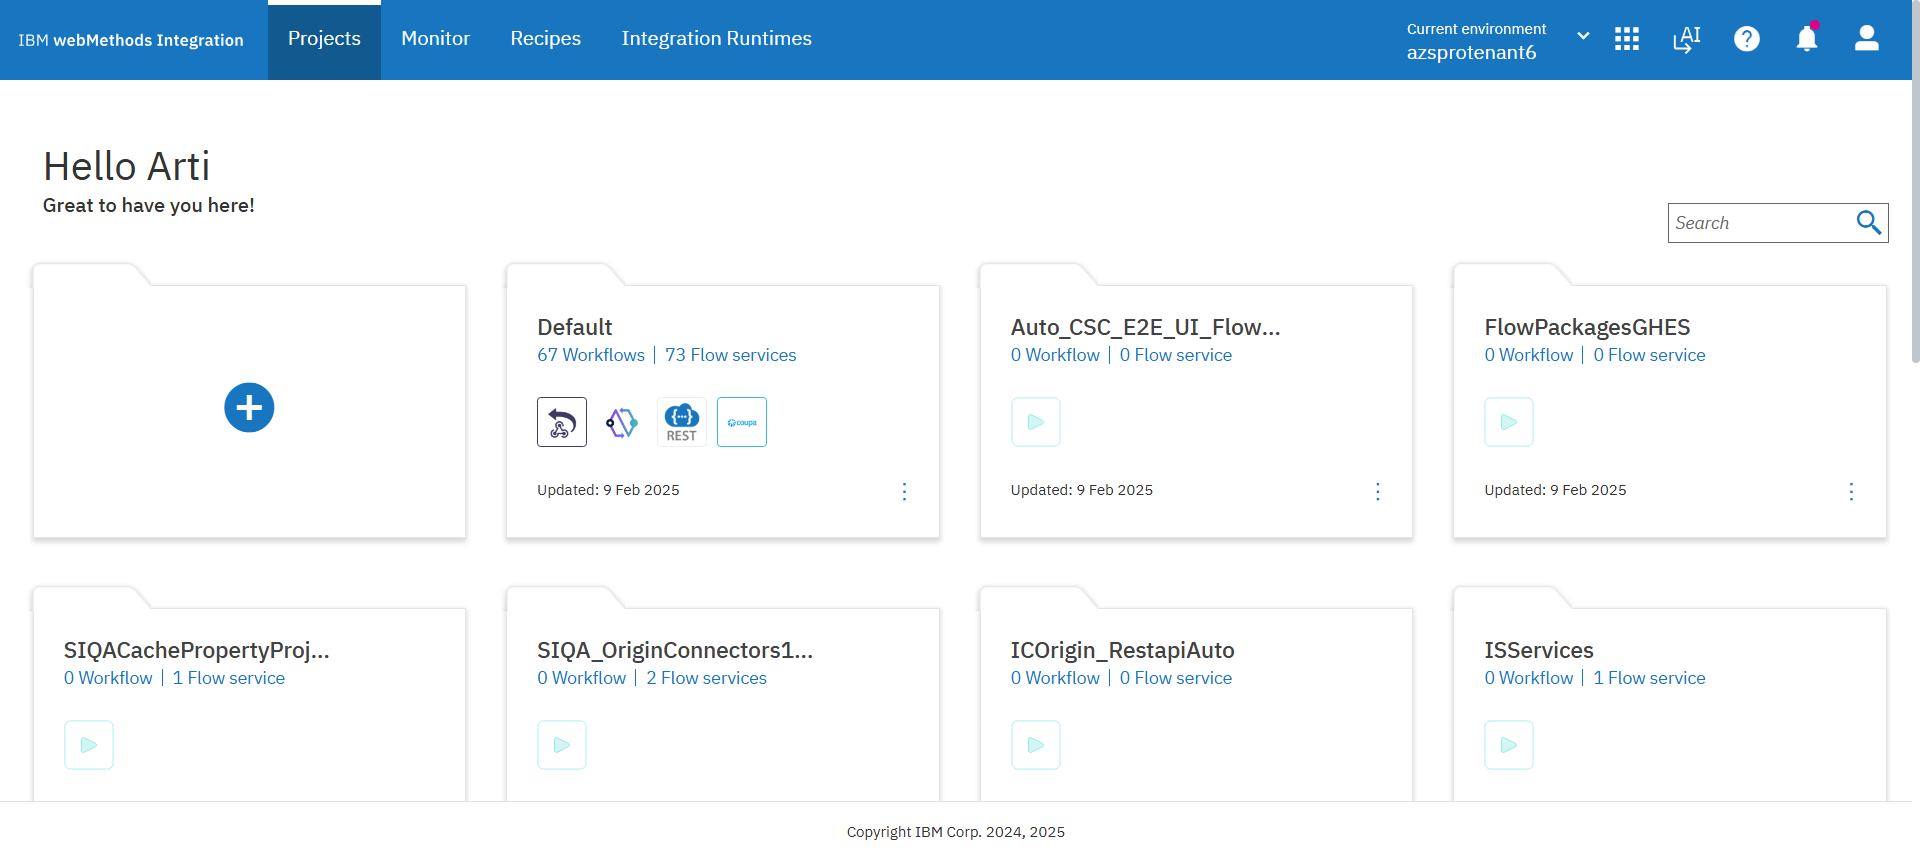 IBM webMethods Integration
Projects
Monitor
Recipes
Integration Runtimes
Current environment
azsprotenant6
AI
?
Hello Arti
Great to have you here!
Search
Default
67 Workflows | 73 Flow services
{···}
REST
coupa
Updated: 9 Feb 2025
Auto_CSC_E2E_UI_Flow...
0 Workflow | 0 Flow service
Updated: 9 Feb 2025
FlowPackagesGHES
0 Workflow | 0 Flow service
Updated: 9 Feb 2025
SIQACachePropertyProj...
0 Workflow | 1 Flow service
SIQA_OriginConnectors1...
0 Workflow | 2 Flow services
ICOrigin_RestapiAuto
0 Workflow | 0 Flow service
ISServices
0 Workflow | 1 Flow service
Copyright IBM Corp. 2024, 2025